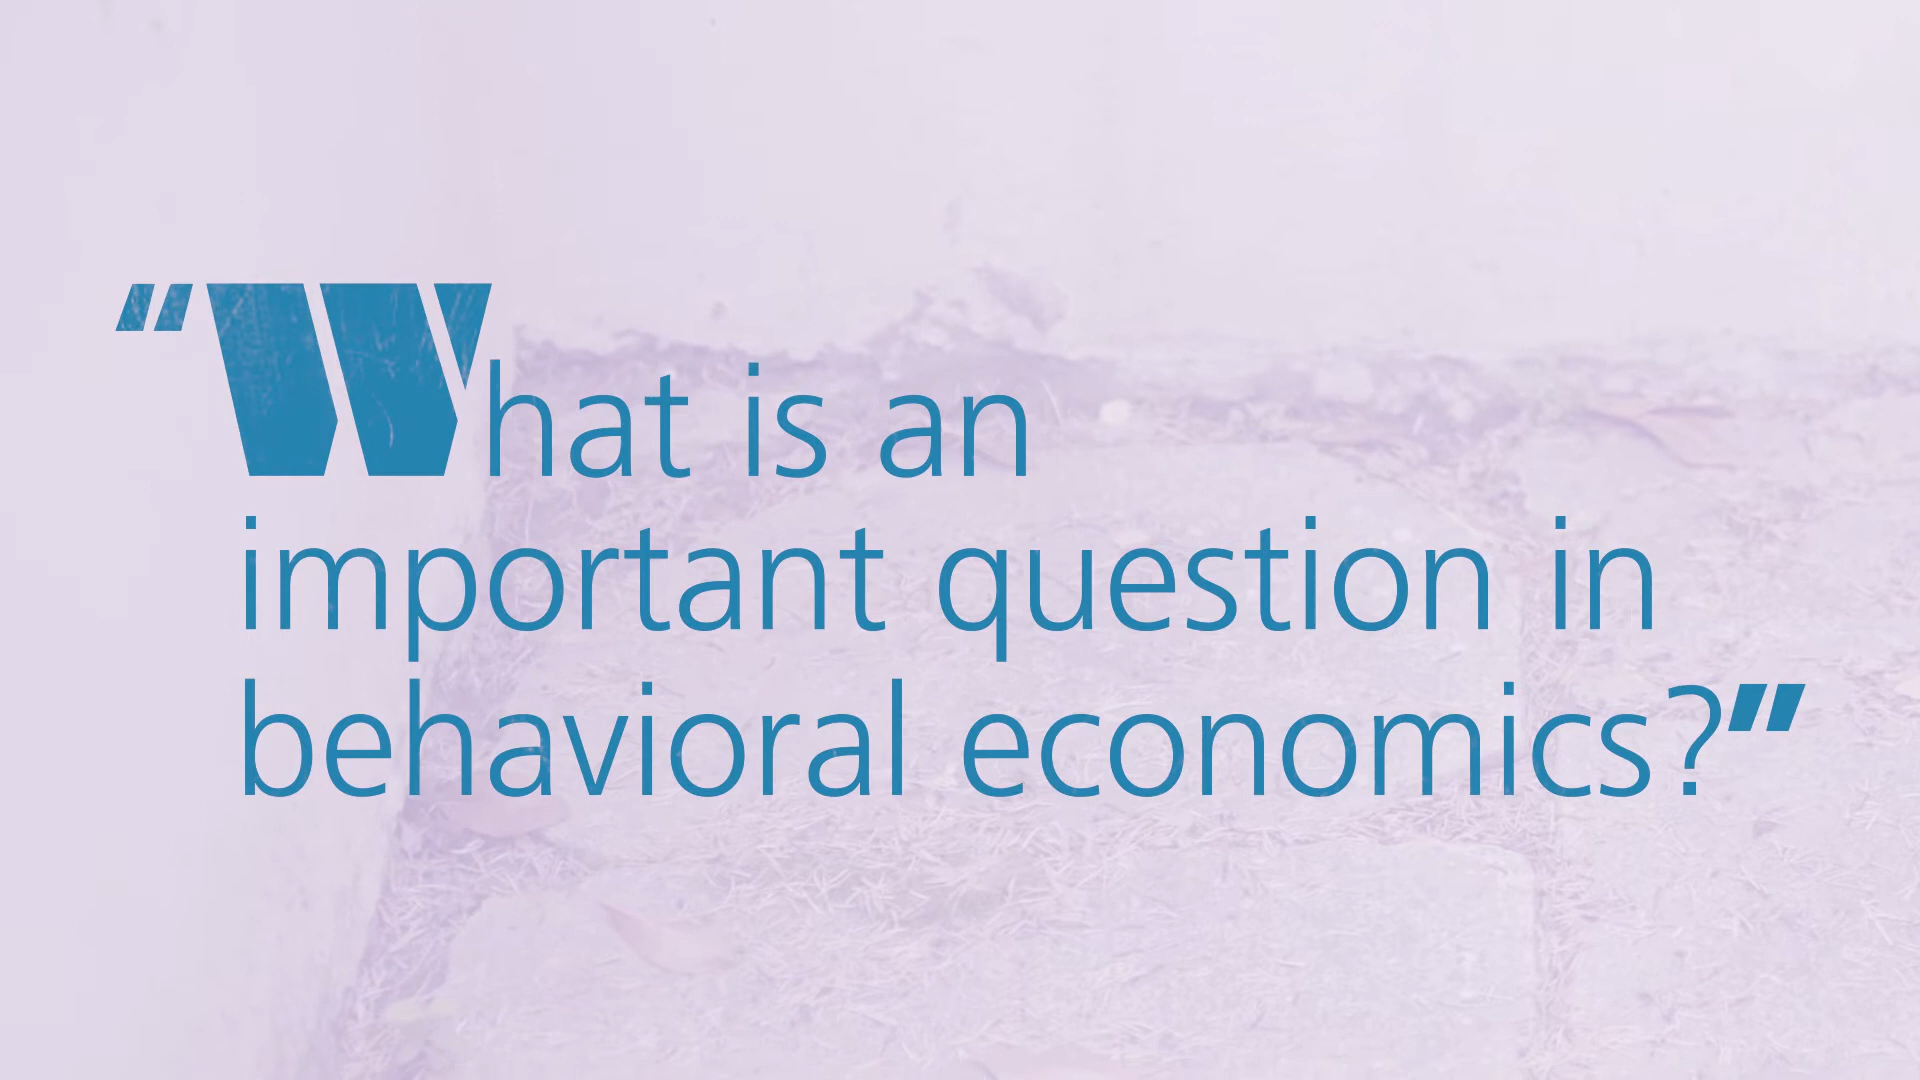 “What is an
important question in
behavioral economics?”